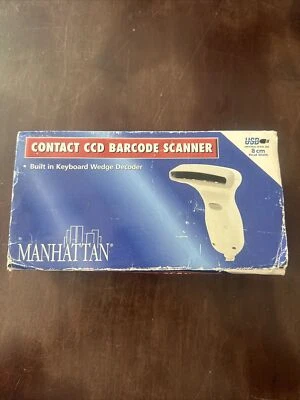 CONTACT CCD BARCODE SCANNER
• Built in Keyboard Wedge Decoder
USB
8 cm
MANHATTAN®